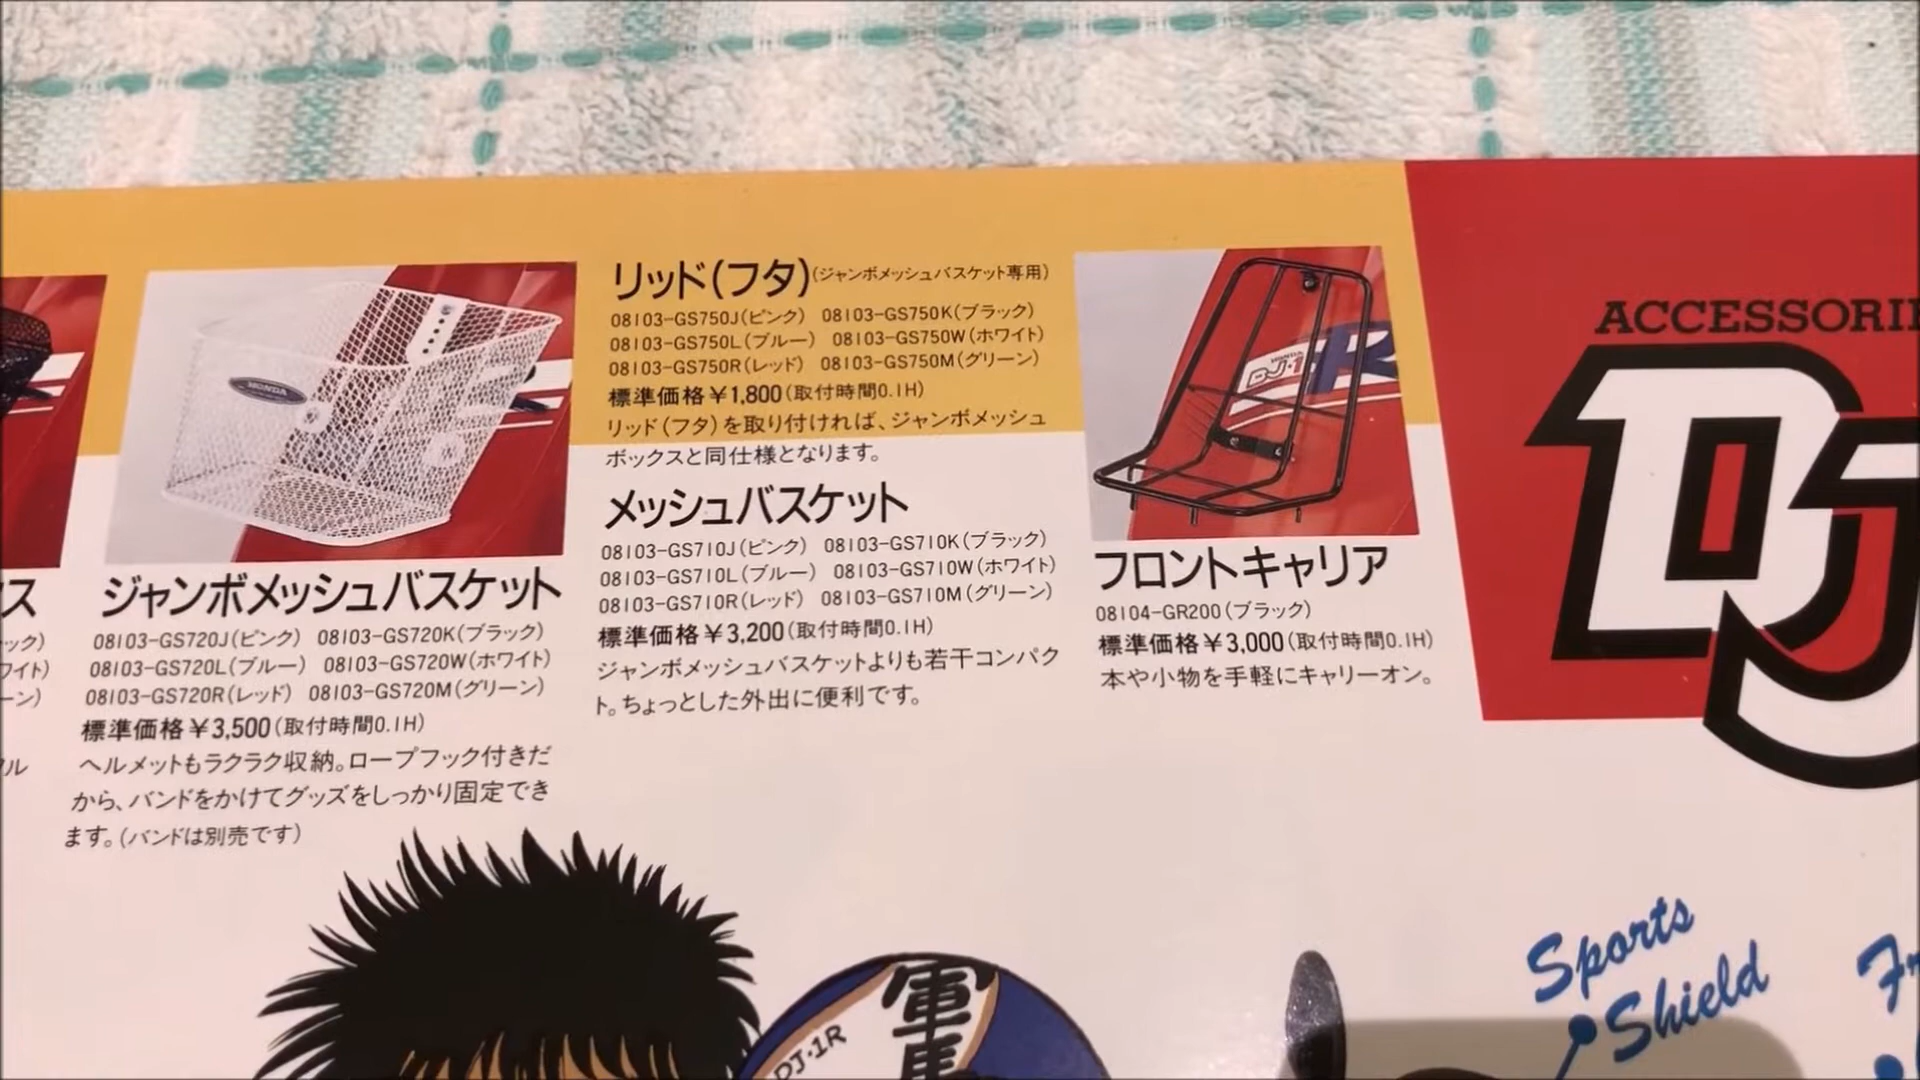 ス
ック)
ワイト)
ーン)
ル
HONDA
ジャンボメッシュバスケット
08103-GS720J(ピンク) 08103-GS720K(ブラック)
08103-GS720L(ブルー) 08103-GS720W(ホワイト)
08103-GS720R(レッド) 08103-GS720M(グリーン)
標準価格¥3,500(取付時間0.1H)
ヘルメットもラクラク収納。ロープフック付きだ
から、バンドをかけてグッズをしっかり固定でき
ます。(バンドは別売です)
リッド(フタ)(ジャンボメッシュバスケット専用)
08103-GS750J(ピンク) 08103-GS750K(ブラック)
08103-GS750L(ブルー) 08103-GS750W(ホワイト)
08103-GS750R(レッド) 08103-GS750M(グリーン)
標準価格¥1,800(取付時間0.1H)
リッド(フタ)を取り付ければ、ジャンボメッシュ
ボックスと同仕様となります。
メッシュバスケット
08103-GS710J(ピンク) 08103-GS710K(ブラック)
08103-GS710L(ブルー) 08103-GS710W(ホワイト)
08103-GS710R(レッド) 08103-GS710M(グリーン)
標準価格¥3,200(取付時間0.1H)
ジャンボメッシュバスケットよりも若干コンパク
ト。ちょっとした外出に便利です。
HONDA
DJ·1 R
フロントキャリア
08104-GR200(ブラック)
標準価格¥3,000(取付時間0.1H)
本や小物を手軽にキャリーオン。
ACCESSORI
DJ
DJ·1R
軍
Sports
Shield
Fr